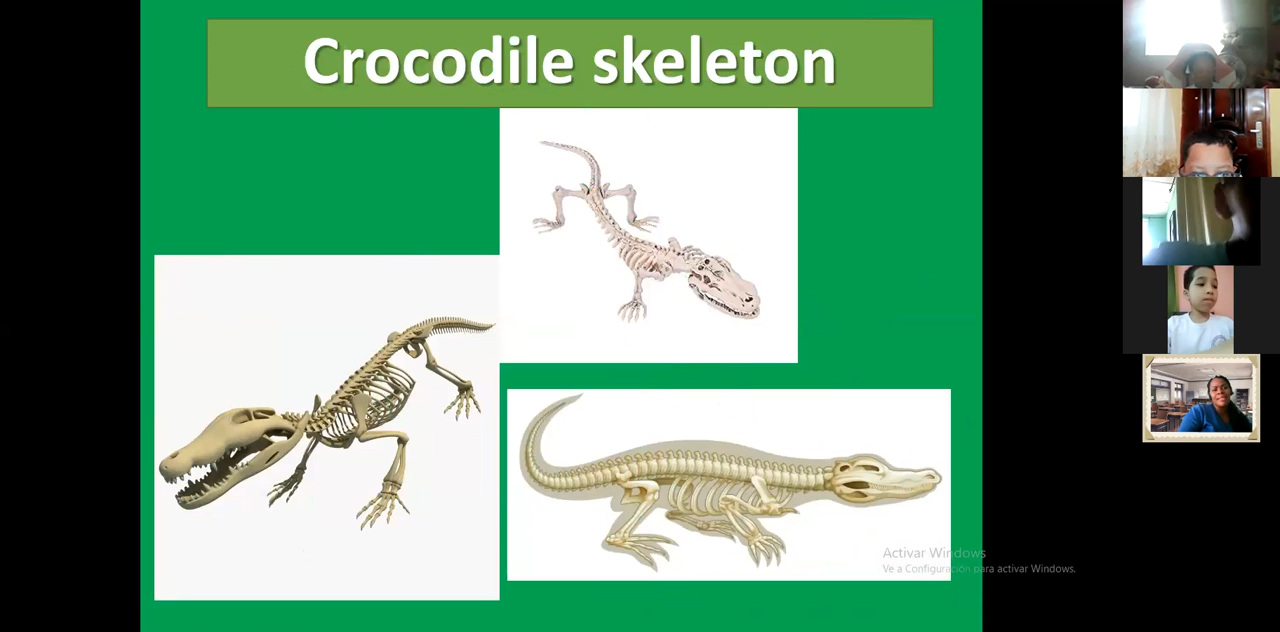 Crocodile skeleton
Activar Windows
Ve a Configuración para activar Windows.